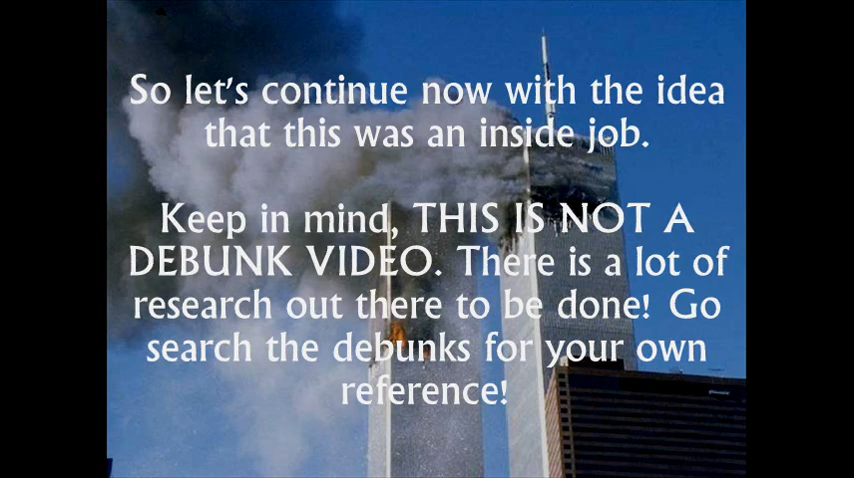 So let's continue now with the idea
that this was an inside job.
Keep in mind, THIS IS NOT A
DEBUNK VIDEO. There is a lot of
research out there to be done! Go
search the debunks for your own
reference!